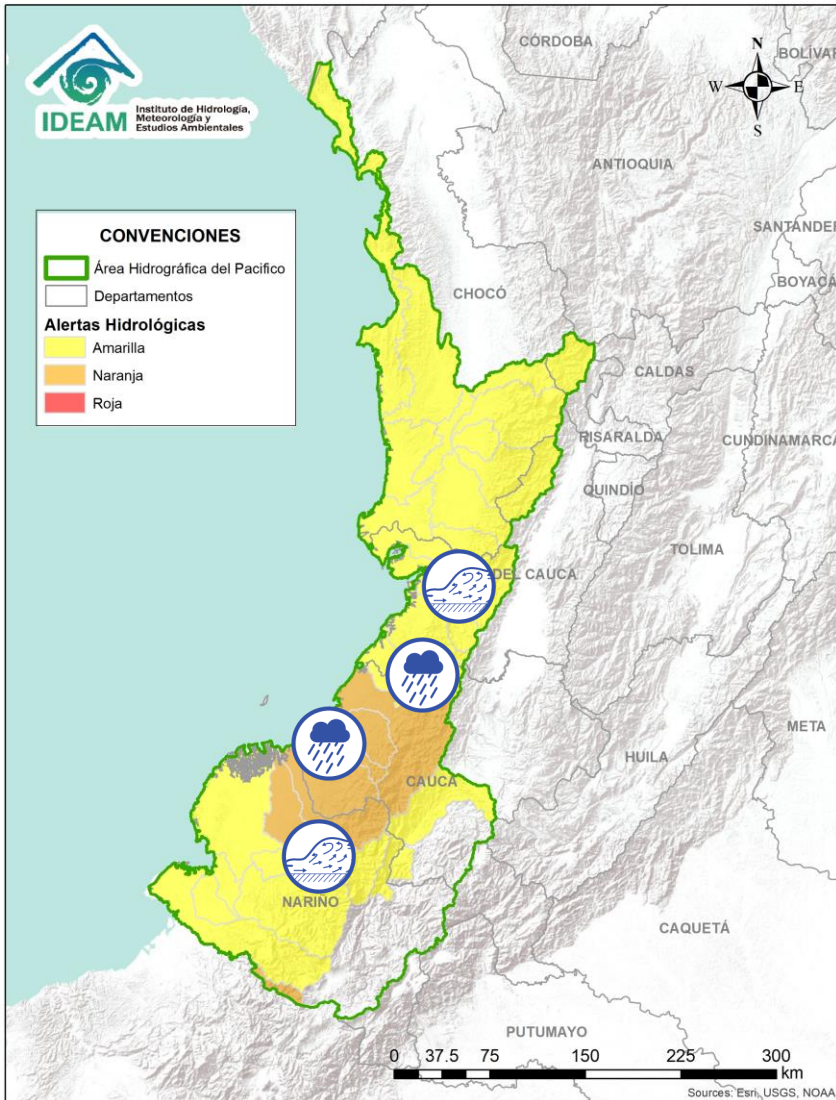 IDEAM
Instituto de Hidrología,
Meteorología y
Estudios Ambientales
CÓRDOBA
BOLÍVAR
N
W
E
S
ANTIOQUIA
SANTANDER
BOYACÁ
CONVENCIONES
Área Hidrográfica del Pacifico
Departamentos
Alertas Hidrológicas
Amarilla
Naranja
Roja
CHOCÓ
CALDAS
RISARALDA
CUNDINAMARCA
QUINDÍO
TOLIMA
DEL CAUCA
META
HUILA
CAUCA
NARIÑO
CAQUETÁ
PUTUMAYO
0 37.5 75 150 225 300
km
Sources: Esri, USGS, NOAA